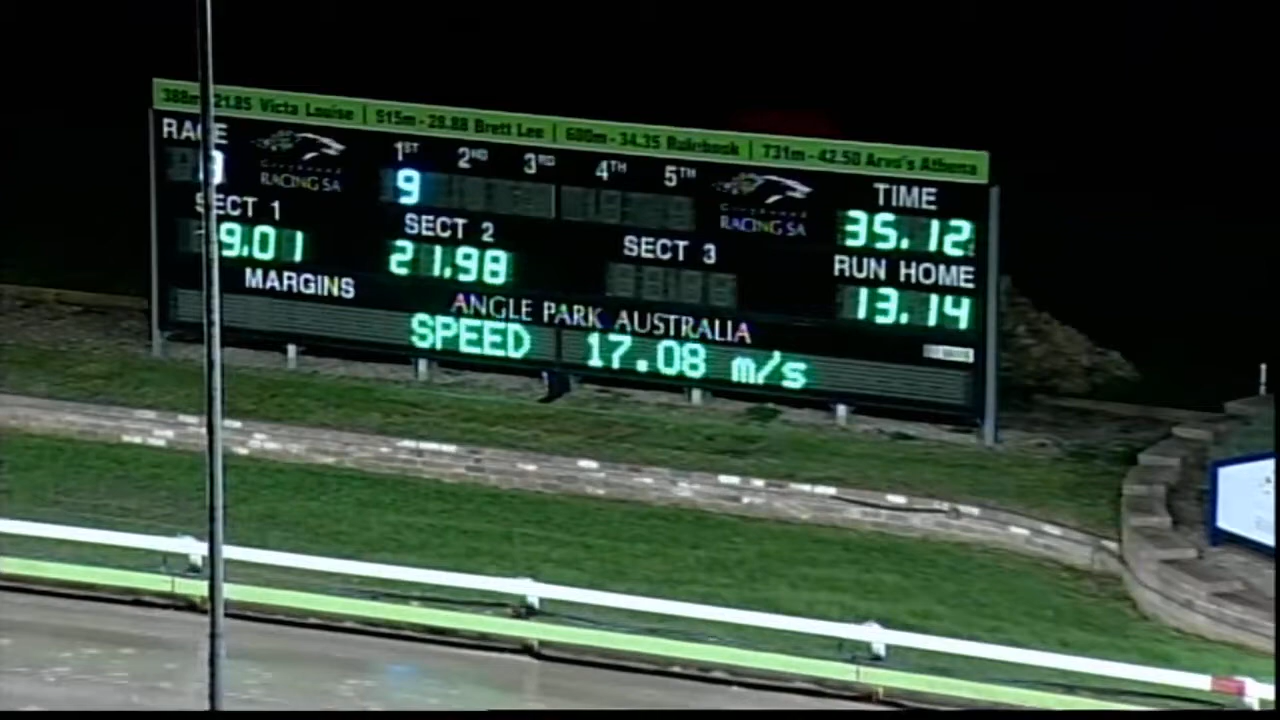 388m 21.85 Victa Louise | 515m - 28.88 Brett Lee | 600m - 34.35 Rulebook | 731m - 42.50 Arvo's Athena
RACE 1ST 2ND 3RD 4TH 5TH TIME
RACING SA 9 RACING SA 35.12
SECT 1 SECT 2 SECT 3 RUN HOME
9.01 21.98 13.14
MARGINS ANGLE PARK AUSTRALIA
SPEED 17.08 m/s